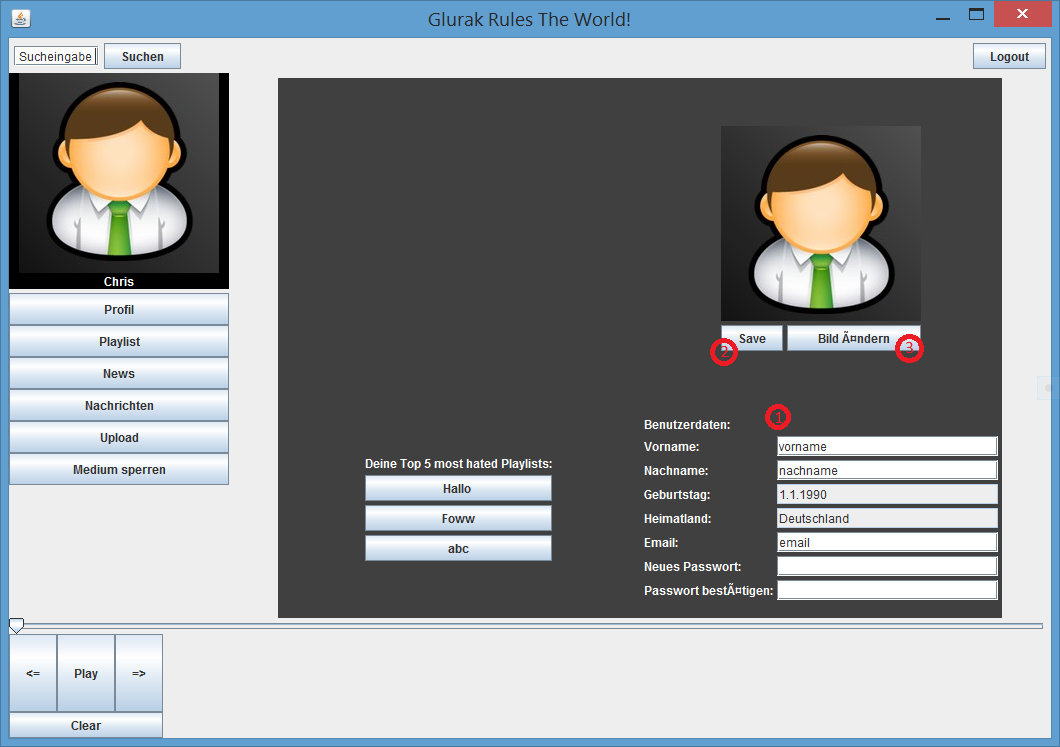 Glurak Rules The World!
Sucheingabe
Suchen
Logout
Chris
Profil
Playlist
News
Nachrichten
Upload
Medium sperren
Save
Bild Ã¤ndern
2
3
1
Benutzerdaten:
Vorname: vorname
Nachname: nachname
Geburtstag: 1.1.1990
Heimatland: Deutschland
Email: email
Neues Passwort:
Passwort bestÃ¤tigen:
Deine Top 5 most hated Playlists:
Hallo
Foww
abc
<= Play =>
Clear